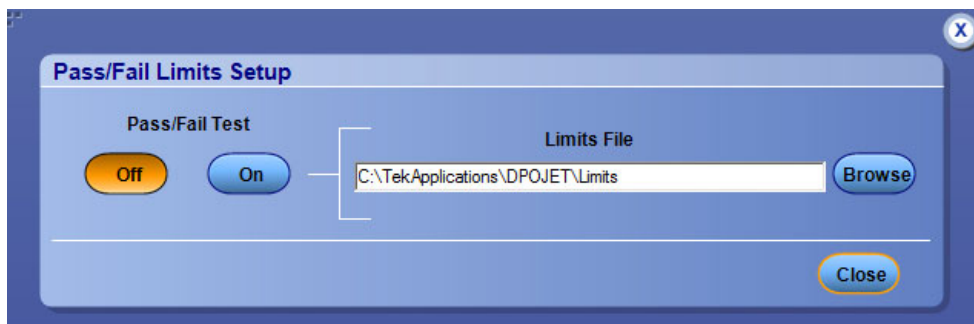 X
Pass/Fail Limits Setup
Pass/Fail Test
Limits File
Off
On
C:\TekApplications\DPOJET\Limits
Browse
Close